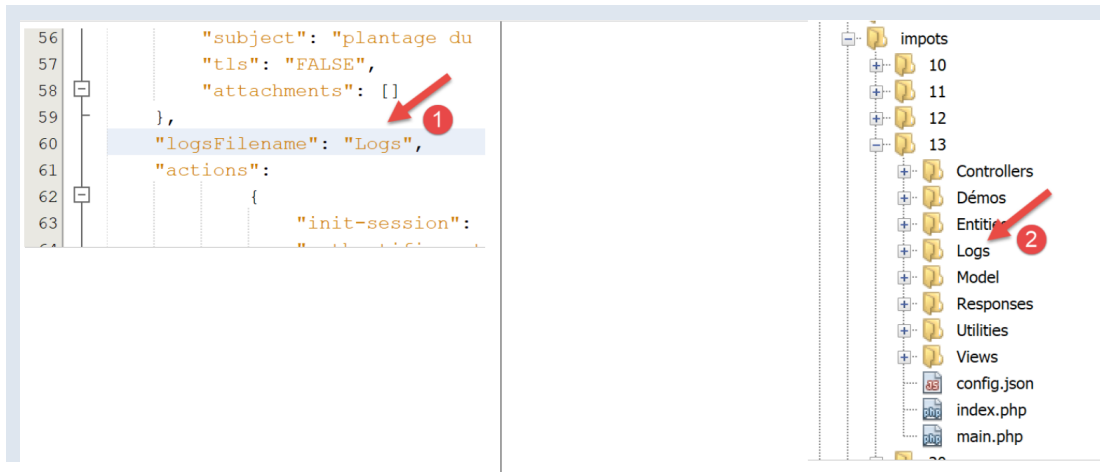 56 "subject": "plantage du
57 "tls": "FALSE",
58 "attachments": []
59 },
60 "logsFilename": "Logs",
61 "actions":
62 {
63 "init-session":
1
impots
10
11
12
13
Controllers
Démos
Logs
2
Model
Responses
Utilities
Views
config.json
index.php
main.php